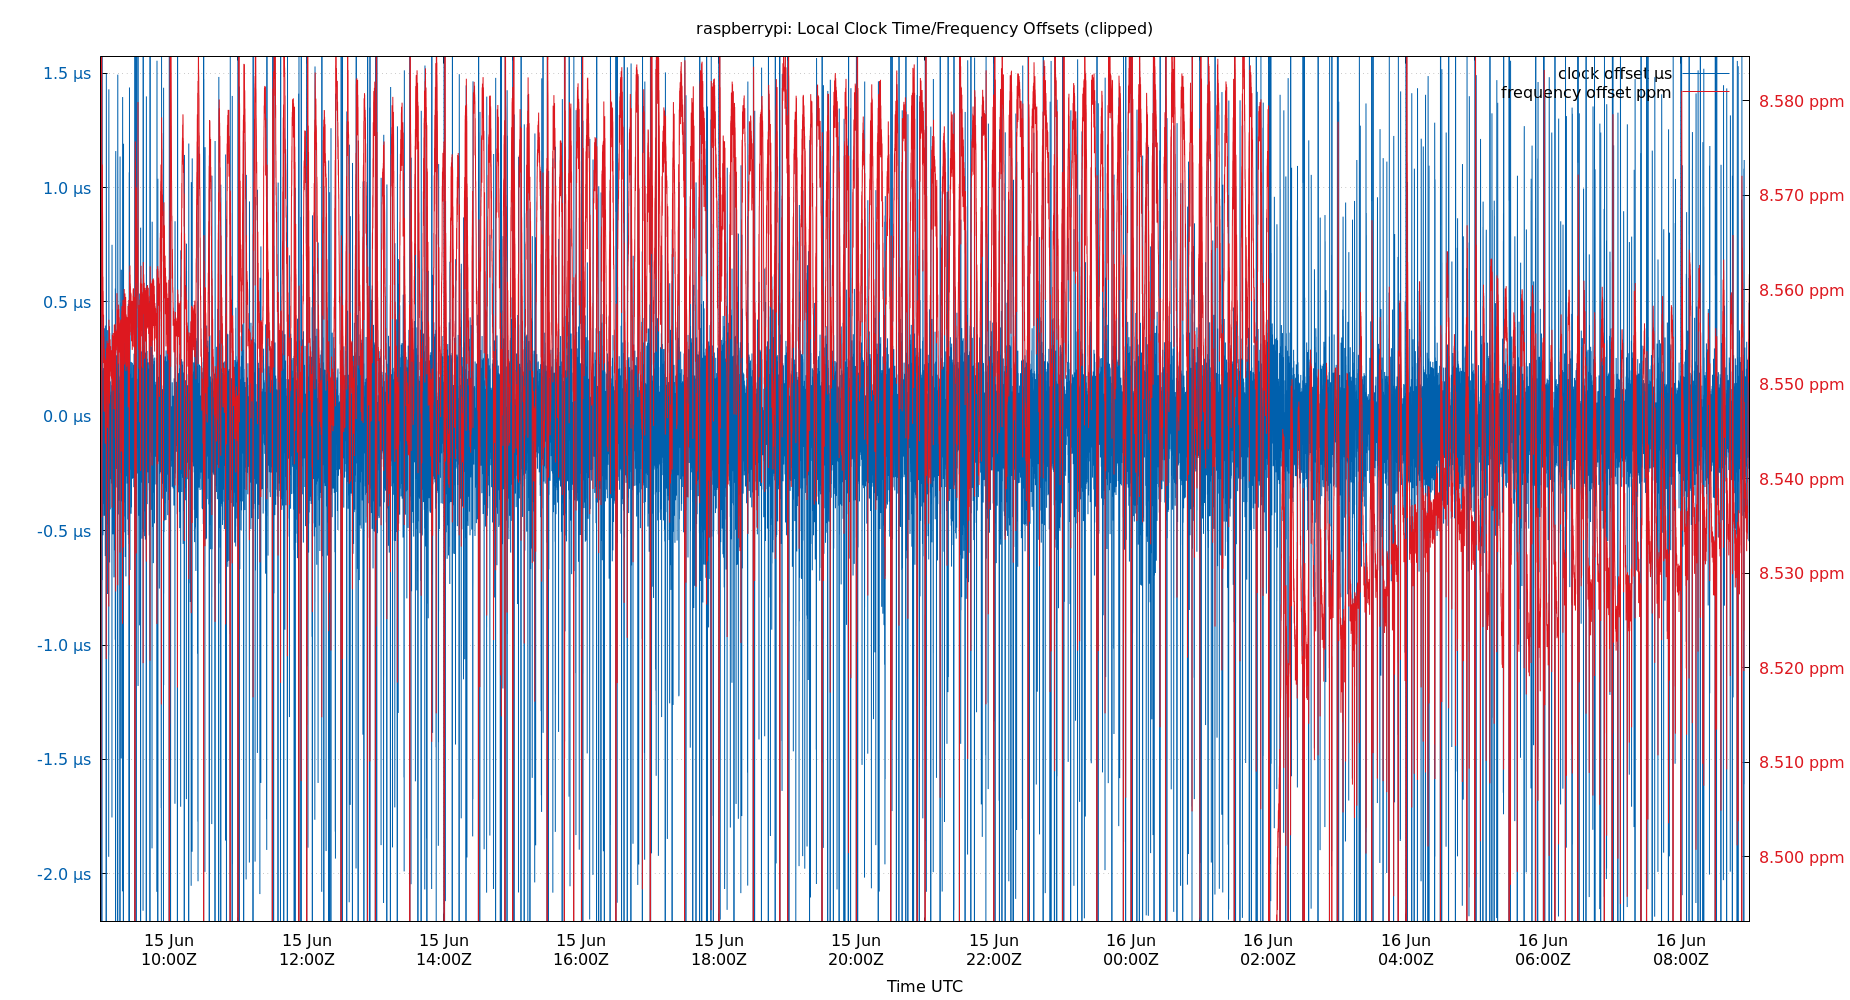 raspberrypi: Local Clock Time/Frequency Offsets (clipped)
clock offset µs
frequency offset ppm
1.5 µs
1.0 µs
0.5 µs
0.0 µs
-0.5 µs
-1.0 µs
-1.5 µs
-2.0 µs
8.580 ppm
8.570 ppm
8.560 ppm
8.550 ppm
8.540 ppm
8.530 ppm
8.520 ppm
8.510 ppm
8.500 ppm
15 Jun
10:00Z
15 Jun
12:00Z
15 Jun
14:00Z
15 Jun
16:00Z
15 Jun
18:00Z
15 Jun
20:00Z
15 Jun
22:00Z
16 Jun
00:00Z
16 Jun
02:00Z
16 Jun
04:00Z
16 Jun
06:00Z
16 Jun
08:00Z
Time UTC